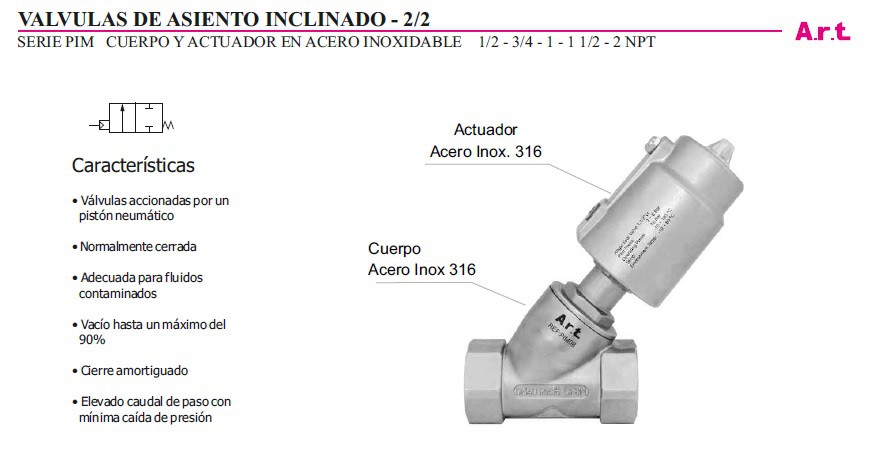 VALVULAS DE ASIENTO INCLINADO - 2/2
SERIE PIM CUERPO Y ACTUADOR EN ACERO INOXIDABLE 1/2 - 3/4 - 1 - 1 1/2 - 2 NPT
A.r.t.
Actuador
Acero Inox. 316
Características
• Válvulas accionadas por un
pistón neumático
• Normalmente cerrada
• Adecuada para fluidos
contaminados
• Vacío hasta un máximo del
90%
• Cierre amortiguado
• Elevado caudal de paso con
mínima caída de presión
Cuerpo
Acero Inox 316
A.r.t.
REF:PIM08